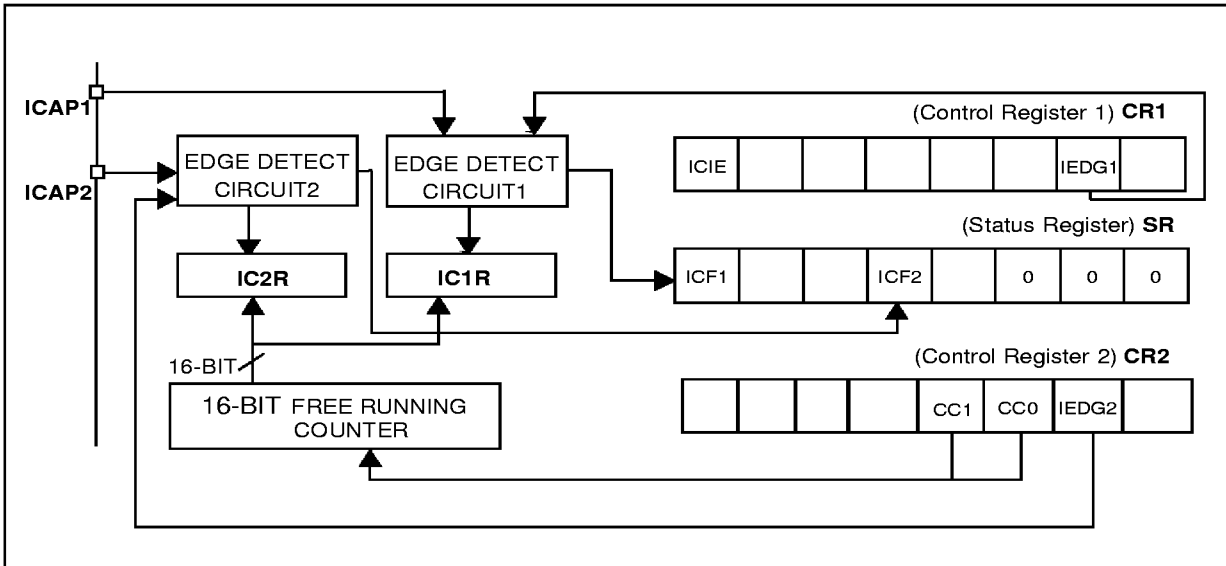 ICAP1
ICAP2
EDGE DETECT
CIRCUIT2
EDGE DETECT
CIRCUIT1
IC2R
IC1R
16-BIT
16-BIT FREE RUNNING
COUNTER
(Control Register 1) CR1
ICIE IEDG1
(Status Register) SR
ICF1 ICF2 0 0 0
(Control Register 2) CR2
CC1 CC0 IEDG2